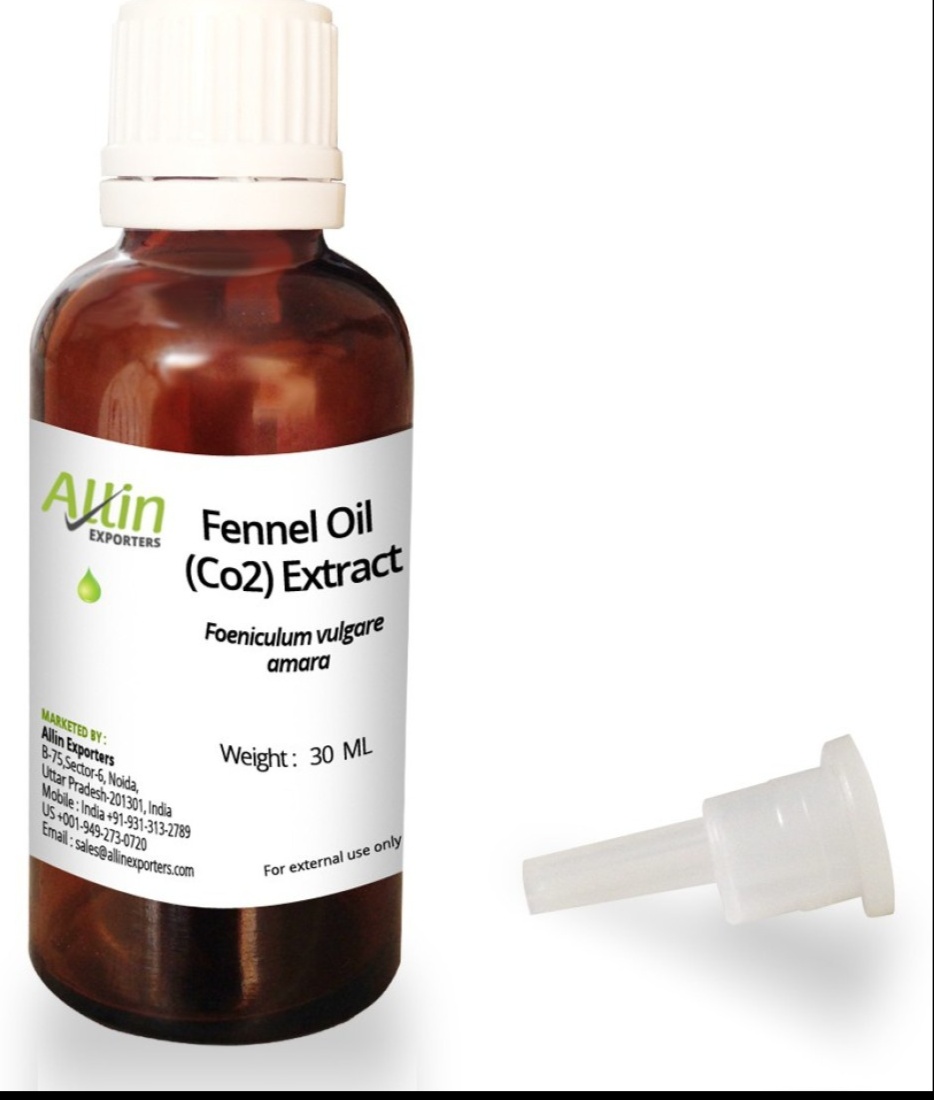 Allin
EXPORTERS
Fennel Oil
(Co2) Extract
Foeniculum vulgare
amara
Weight : 30 ML
MARKETED BY :
Allin Exporters
B-75,Sector-6, Noida,
Uttar Pradesh-201301, India
Mobile : India +91-931-313-2789
US +001-949-273-0720
Email : sales@allinexporters.com
For external use only